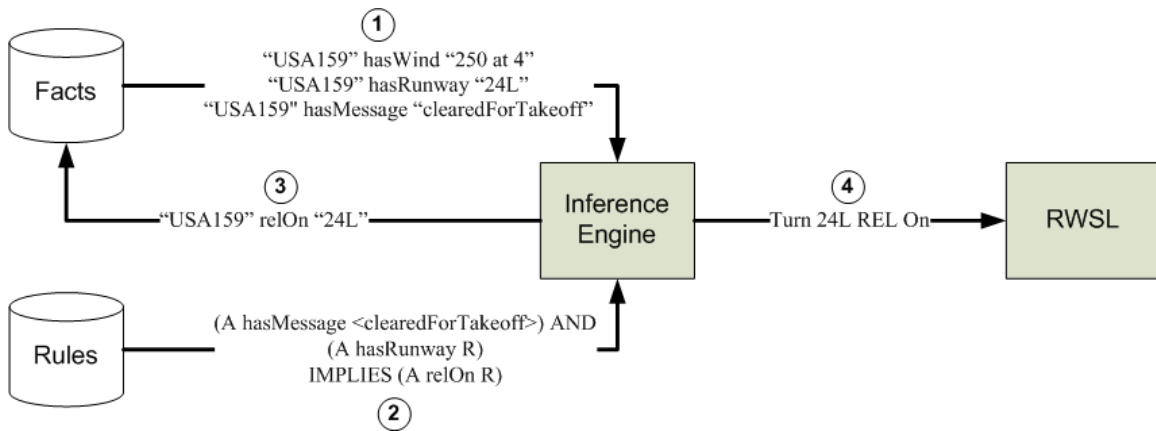 1
“USA159” hasWind “250 at 4”
“USA159” hasRunway “24L”
“USA159" hasMessage “clearedForTakeoff”
Facts
3
“USA159” relOn “24L”
Inference
Engine
4
Turn 24L REL On
RWSL
Rules
(A hasMessage <clearedForTakeoff>) AND
(A hasRunway R)
IMPLIES (A relOn R)
2